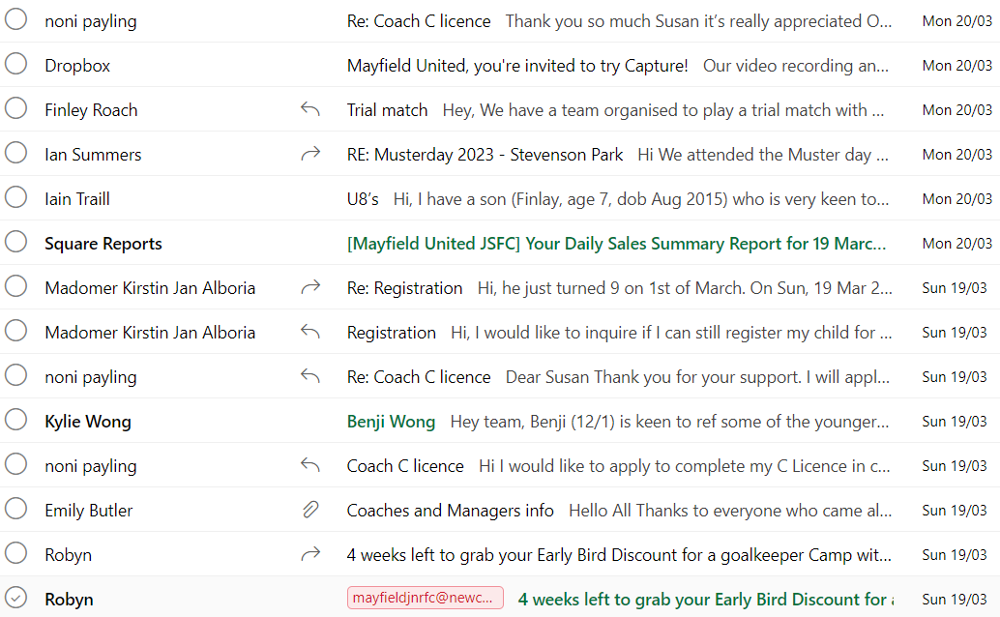 noni payling Re: Coach C licence Thank you so much Susan it’s really appreciated O... Mon 20/03
Dropbox Mayfield United, you're invited to try Capture! Our video recording an... Mon 20/03
Finley Roach Trial match Hey, We have a team organised to play a trial match with ... Mon 20/03
Ian Summers RE: Musterday 2023 - Stevenson Park Hi We attended the Muster day ... Mon 20/03
Iain Traill U8’s Hi, I have a son (Finlay, age 7, dob Aug 2015) who is very keen to... Mon 20/03
Square Reports [Mayfield United JSFC] Your Daily Sales Summary Report for 19 Marc... Mon 20/03
Madomer Kirstin Jan Alboria Re: Registration Hi, he just turned 9 on 1st of March. On Sun, 19 Mar 2... Sun 19/03
Madomer Kirstin Jan Alboria Registration Hi, I would like to inquire if I can still register my child for ... Sun 19/03
noni payling Re: Coach C licence Dear Susan Thank you for your support. I will appl... Sun 19/03
Kylie Wong Benji Wong Hey team, Benji (12/1) is keen to ref some of the younger... Sun 19/03
noni payling Coach C licence Hi I would like to apply to complete my C Licence in c... Sun 19/03
Emily Butler Coaches and Managers info Hello All Thanks to everyone who came al... Sun 19/03
Robyn 4 weeks left to grab your Early Bird Discount for a goalkeeper Camp wit... Sun 19/03
Robyn mayfieldjnrfc@newc... 4 weeks left to grab your Early Bird Discount for Sun 19/03